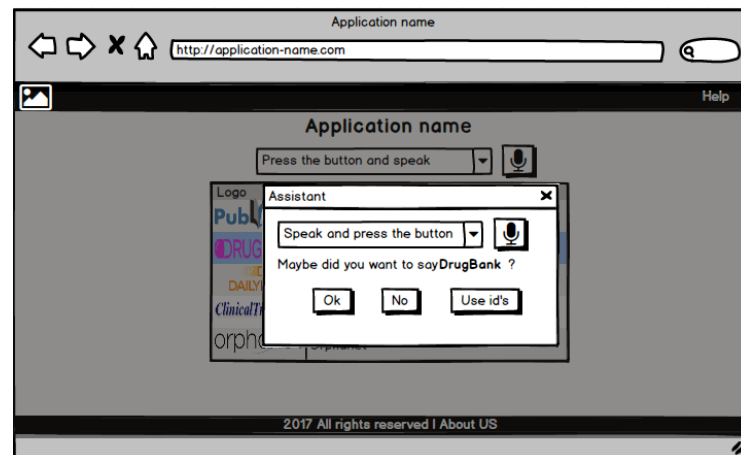 Application name
http://application-name.com
Help
Application name
Press the button and speak
Logo
Assistant
Speak and press the button
Maybe did you want to sayDrugBank ?
Ok No Use id's
2017 All rights reserved | About US